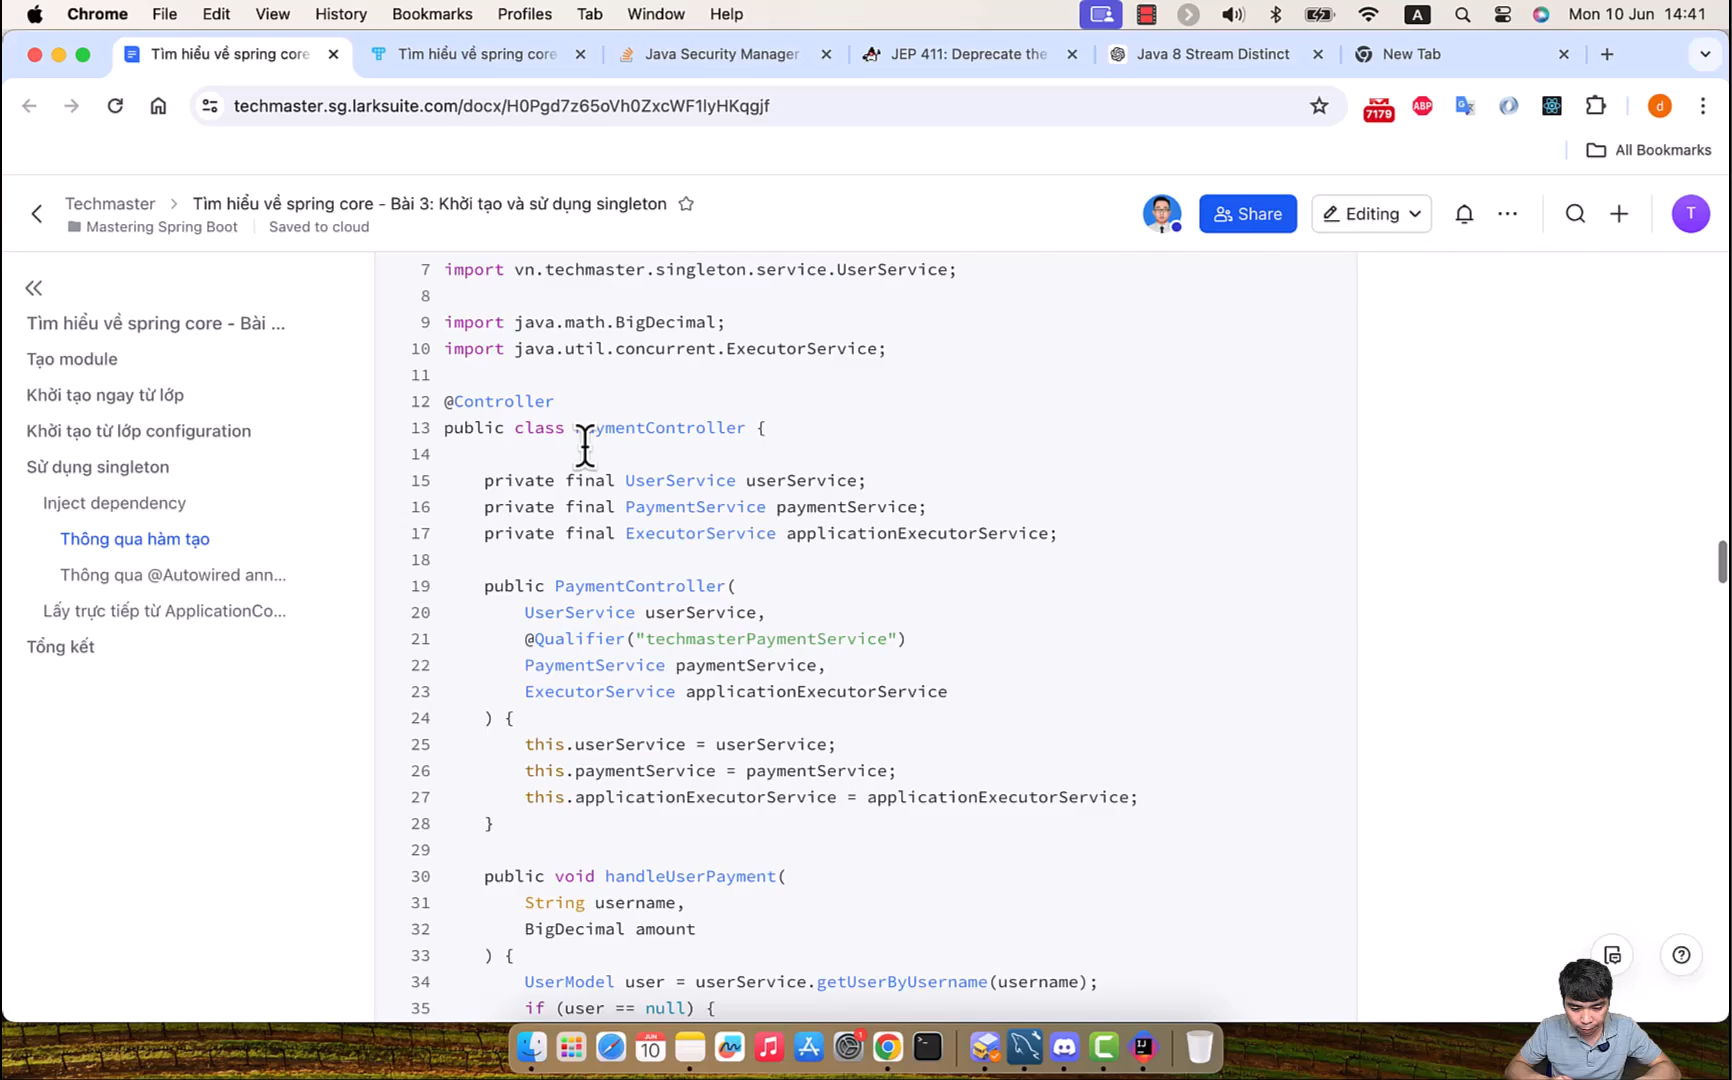 Chrome File Edit View History Bookmarks Profiles Tab Window Help A Mon 10 Jun 14:41
Tìm hiểu về spring core Tìm hiểu về spring core Java Security Manager JEP 411: Deprecate the Java 8 Stream Distinct New Tab
techmaster.sg.larksuite.com/docx/H0Pgd7z65oVh0ZxcWF1lyHKqgjf 7179 ABP d
All Bookmarks
Techmaster Tìm hiểu về spring core - Bài 3: Khởi tạo và sử dụng singleton
Mastering Spring Boot Saved to cloud
Share Editing T
Tìm hiểu về spring core - Bài ...
Tạo module
Khởi tạo ngay từ lớp
Khởi tạo từ lớp configuration
Sử dụng singleton
Inject dependency
Thông qua hàm tạo
Thông qua @Autowired ann...
Lấy trực tiếp từ ApplicationCo...
Tổng kết
7 import vn.techmaster.singleton.service.UserService;
8
9 import java.math.BigDecimal;
10 import java.util.concurrent.ExecutorService;
11
12 @Controller
13 public class PaymentController {
14
15 private final UserService userService;
16 private final PaymentService paymentService;
17 private final ExecutorService applicationExecutorService;
18
19 public PaymentController(
20 UserService userService,
21 @Qualifier("techmasterPaymentService")
22 PaymentService paymentService,
23 ExecutorService applicationExecutorService
24 ) {
25 this.userService = userService;
26 this.paymentService = paymentService;
27 this.applicationExecutorService = applicationExecutorService;
28 }
29
30 public void handleUserPayment(
31 String username,
32 BigDecimal amount
33 ) {
34 UserModel user = userService.getUserByUsername(username);
35 if (user == null) {
JUN
10
1